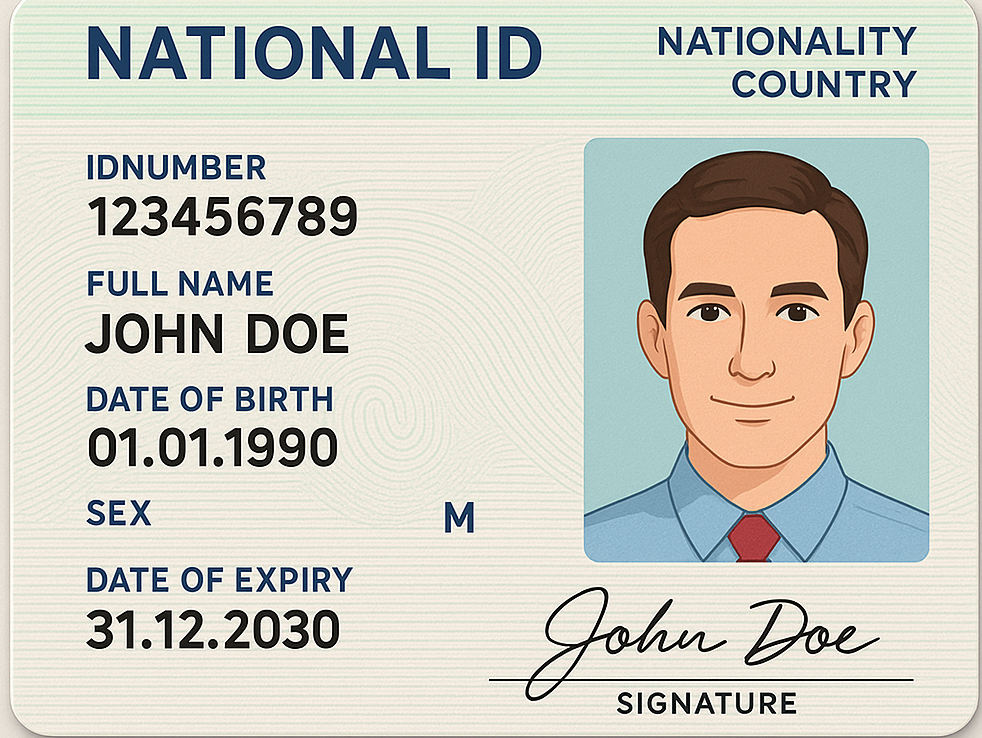 NATIONAL ID
NATIONALITY
COUNTRY
IDNUMBER
123456789
FULL NAME
JOHN DOE
DATE OF BIRTH
01.01.1990
SEX M
DATE OF EXPIRY
31.12.2030
John Doe
SIGNATURE